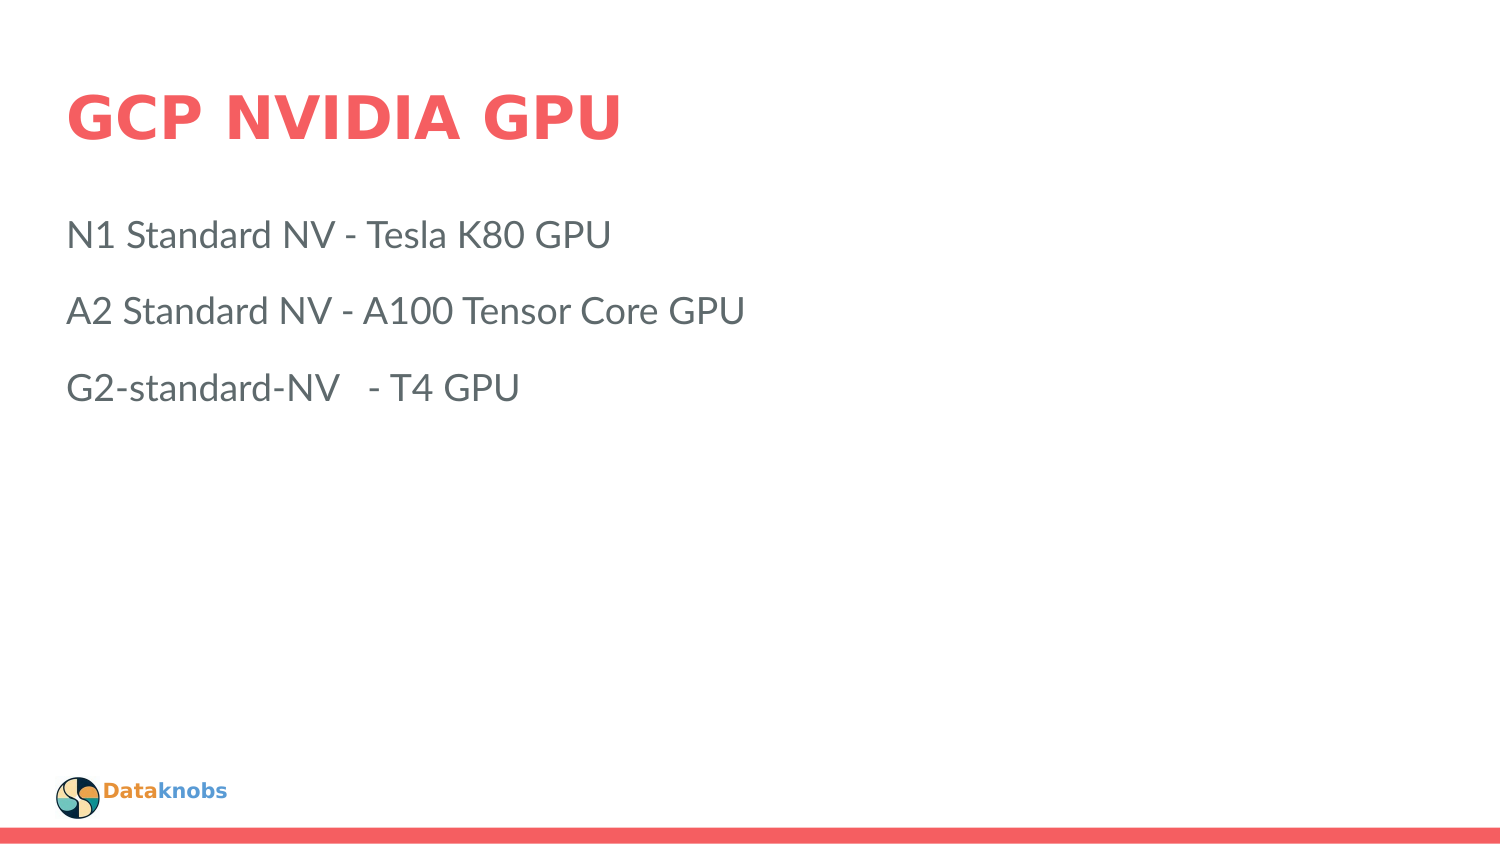 GCP NVIDIA GPU
N1 Standard NV - Tesla K80 GPU
A2 Standard NV - A100 Tensor Core GPU
G2-standard-NV   - T4 GPU
Dataknobs